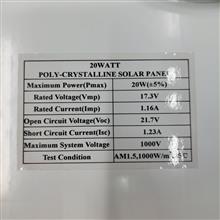 20WATT
POLY-CRYSTALLINE SOLAR PANEL
Maximum Power(Pmax) 20W(±5%)
Rated Voltage(Vmp) 17.3V
Rated Current(Imp) 1.16A
Open Circuit Voltage(Voc) 21.7V
Short Circuit Current(Isc) 1.23A
Maximum System Voltage 1000V
Test Condition AM1.5,1000W/m